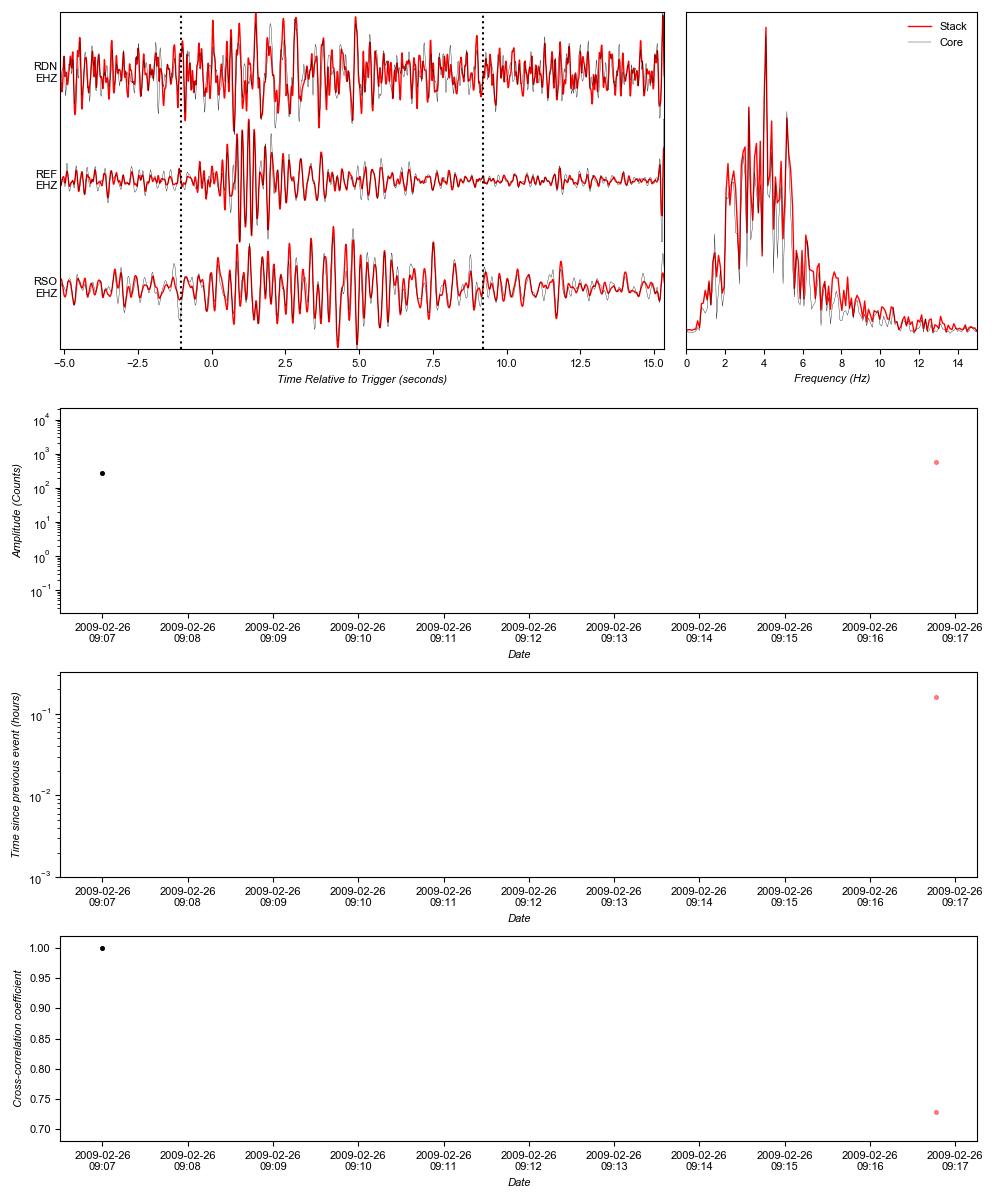 RDN
EHZ
REF
EHZ
RSO
EHZ
−5.0 −2.5 0.0 2.5 5.0 7.5 10.0 12.5 15.0
Time Relative to Trigger (seconds)
Stack
Core
0 2 4 6 8 10 12 14
Frequency (Hz)
Amplitude (Counts)
10⁴
10³
10²
10¹
10⁰
10⁻¹
2009-02-26 2009-02-26 2009-02-26 2009-02-26 2009-02-26 2009-02-26 2009-02-26 2009-02-26 2009-02-26 2009-02-26 2009-02-26
09:07 09:08 09:09 09:10 09:11 09:12 09:13 09:14 09:15 09:16 09:17
Date
Time since previous event (hours)
10⁻¹
10⁻²
10⁻³
2009-02-26 2009-02-26 2009-02-26 2009-02-26 2009-02-26 2009-02-26 2009-02-26 2009-02-26 2009-02-26 2009-02-26 2009-02-26
09:07 09:08 09:09 09:10 09:11 09:12 09:13 09:14 09:15 09:16 09:17
Date
Cross-correlation coefficient
1.00
0.95
0.90
0.85
0.80
0.75
0.70
2009-02-26 2009-02-26 2009-02-26 2009-02-26 2009-02-26 2009-02-26 2009-02-26 2009-02-26 2009-02-26 2009-02-26 2009-02-26
09:07 09:08 09:09 09:10 09:11 09:12 09:13 09:14 09:15 09:16 09:17
Date